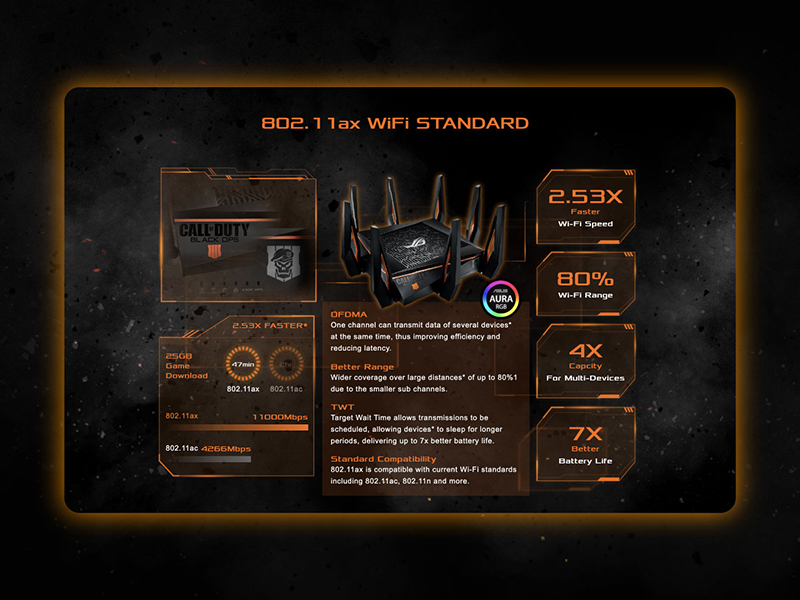 802.11ax WiFi STANDARD
CALL OF DUTY
BLACK OPS
IIII
ASUS
AURA
RGB
2.53X FASTER*
25GB
Game
Download
47min
802.11ax
802.11ac
802.11ax 11000Mbps
802.11ac 4266Mbps
OFDMA
One channel can transmit data of several devices*
at the same time, thus improving efficiency and
reducing latency.
Better Range
Wider coverage over large distances* of up to 80%1
due to the smaller sub channels.
TWT
Target Wait Time allows transmissions to be
scheduled, allowing devices* to sleep for longer
periods, delivering up to 7x better battery life.
Standard Compatibility
802.11ax is compatible with current Wi-Fi standards
including 802.11ac, 802.11n and more.
2.53X
Faster
Wi-Fi Speed
80%
Wi-Fi Range
4X
Capcity
For Multi-Devices
7X
Better
Battery Life